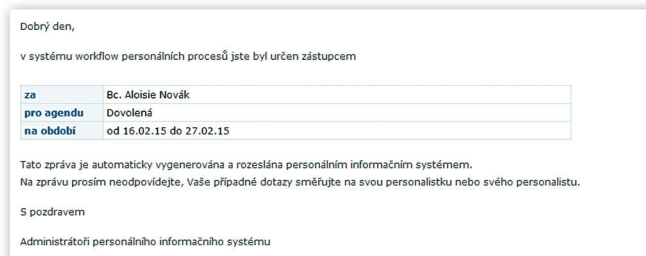 Dobrý den,
v systému workflow personálních procesů jste byl určen zástupcem
za Bc. Aloisie Novák
pro agendu Dovolená
na období od 16.02.15 do 27.02.15
Tato zpráva je automaticky vygenerována a rozeslána personálním informačním systémem.
Na zprávu prosím neodpovídejte, Vaše případné dotazy směřujte na svou personalistku nebo svého personalistu.
S pozdravem
Administrátoři personálního informačního systému